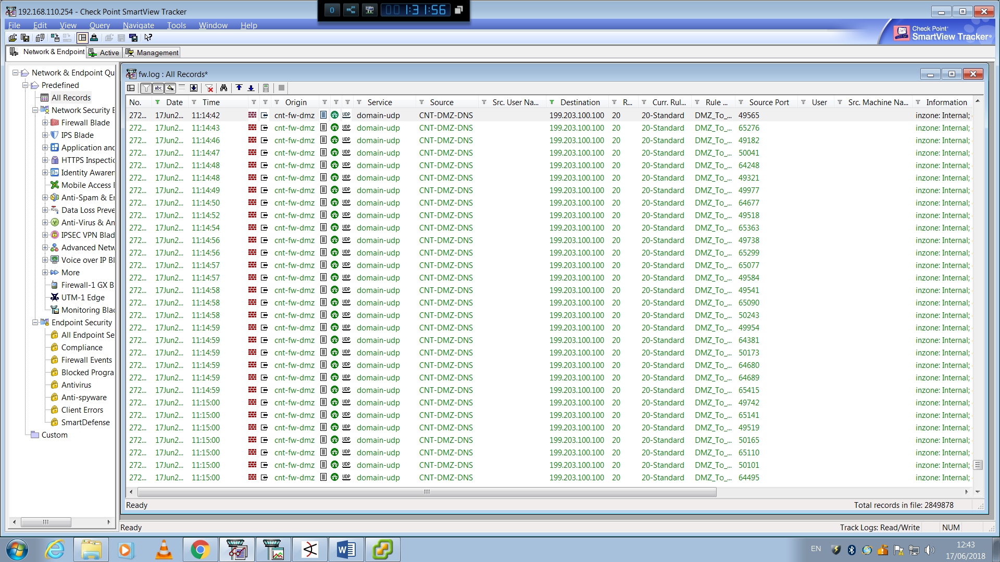 192.168.110.254 - Check Point SmartView Tracker
0 00 1:31:56
File Edit View Query Navigate Tools Window Help
Check Point
SmartView Tracker
Network & Endpoint Active Management
Network & Endpoint Qu
Predefined
All Records
Network Security E
Firewall Blade
IPS Blade
Application and
HTTPS Inspectio
Identity Awaren
Mobile Access
Anti-Spam & E
Data Loss Preve
Anti-Virus & An
IPSEC VPN Blad
Advanced Netw
Voice over IP Bl
More
Firewall-1 GX B
UTM-1 Edge
Monitoring Blad
Endpoint Security
All Endpoint Se
Compliance
Firewall Events
Blocked Progra
Antivirus
Anti-spyware
Client Errors
SmartDefense
Custom
fw.log : All Records*
abc
No. Date Time Origin Service Source Src. User Na... Destination R... Curr. Rul... Rule ... Source Port User Src. Machine Na... Information
272... 17Jun2... 11:14:42 cnt-fw-dmz UDP domain-udp CNT-DMZ-DNS 199.203.100.100 20 20-Standard DMZ_To_... 49565 inzone: Internal;
272... 17Jun2... 11:14:43 cnt-fw-dmz UDP domain-udp CNT-DMZ-DNS 199.203.100.100 20 20-Standard DMZ_To_... 65276 inzone: Internal;
272... 17Jun2... 11:14:46 cnt-fw-dmz UDP domain-udp CNT-DMZ-DNS 199.203.100.100 20 20-Standard DMZ_To_... 49182 inzone: Internal;
272... 17Jun2... 11:14:47 cnt-fw-dmz UDP domain-udp CNT-DMZ-DNS 199.203.100.100 20 20-Standard DMZ_To_... 50041 inzone: Internal;
272... 17Jun2... 11:14:48 cnt-fw-dmz UDP domain-udp CNT-DMZ-DNS 199.203.100.100 20 20-Standard DMZ_To_... 64248 inzone: Internal;
272... 17Jun2... 11:14:48 cnt-fw-dmz UDP domain-udp CNT-DMZ-DNS 199.203.100.100 20 20-Standard DMZ_To_... 49321 inzone: Internal;
272... 17Jun2... 11:14:49 cnt-fw-dmz UDP domain-udp CNT-DMZ-DNS 199.203.100.100 20 20-Standard DMZ_To_... 49977 inzone: Internal;
272... 17Jun2... 11:14:50 cnt-fw-dmz UDP domain-udp CNT-DMZ-DNS 199.203.100.100 20 20-Standard DMZ_To_... 64677 inzone: Internal;
272... 17Jun2... 11:14:52 cnt-fw-dmz UDP domain-udp CNT-DMZ-DNS 199.203.100.100 20 20-Standard DMZ_To_... 49518 inzone: Internal;
272... 17Jun2... 11:14:54 cnt-fw-dmz UDP domain-udp CNT-DMZ-DNS 199.203.100.100 20 20-Standard DMZ_To_... 65363 inzone: Internal;
272... 17Jun2... 11:14:56 cnt-fw-dmz UDP domain-udp CNT-DMZ-DNS 199.203.100.100 20 20-Standard DMZ_To_... 49738 inzone: Internal;
272... 17Jun2... 11:14:56 cnt-fw-dmz UDP domain-udp CNT-DMZ-DNS 199.203.100.100 20 20-Standard DMZ_To_... 65299 inzone: Internal;
272... 17Jun2... 11:14:57 cnt-fw-dmz UDP domain-udp CNT-DMZ-DNS 199.203.100.100 20 20-Standard DMZ_To_... 65077 inzone: Internal;
272... 17Jun2... 11:14:57 cnt-fw-dmz UDP domain-udp CNT-DMZ-DNS 199.203.100.100 20 20-Standard DMZ_To_... 49584 inzone: Internal;
272... 17Jun2... 11:14:58 cnt-fw-dmz UDP domain-udp CNT-DMZ-DNS 199.203.100.100 20 20-Standard DMZ_To_... 49541 inzone: Internal;
272... 17Jun2... 11:14:58 cnt-fw-dmz UDP domain-udp CNT-DMZ-DNS 199.203.100.100 20 20-Standard DMZ_To_... 65090 inzone: Internal;
272... 17Jun2... 11:14:58 cnt-fw-dmz UDP domain-udp CNT-DMZ-DNS 199.203.100.100 20 20-Standard DMZ_To_... 50243 inzone: Internal;
272... 17Jun2... 11:14:59 cnt-fw-dmz UDP domain-udp CNT-DMZ-DNS 199.203.100.100 20 20-Standard DMZ_To_... 49954 inzone: Internal;
272... 17Jun2... 11:14:59 cnt-fw-dmz UDP domain-udp CNT-DMZ-DNS 199.203.100.100 20 20-Standard DMZ_To_... 64381 inzone: Internal;
272... 17Jun2... 11:14:59 cnt-fw-dmz UDP domain-udp CNT-DMZ-DNS 199.203.100.100 20 20-Standard DMZ_To_... 50173 inzone: Internal;
272... 17Jun2... 11:14:59 cnt-fw-dmz UDP domain-udp CNT-DMZ-DNS 199.203.100.100 20 20-Standard DMZ_To_... 64680 inzone: Internal;
272... 17Jun2... 11:14:59 cnt-fw-dmz UDP domain-udp CNT-DMZ-DNS 199.203.100.100 20 20-Standard DMZ_To_... 64689 inzone: Internal;
272... 17Jun2... 11:14:59 cnt-fw-dmz UDP domain-udp CNT-DMZ-DNS 199.203.100.100 20 20-Standard DMZ_To_... 65415 inzone: Internal;
272... 17Jun2... 11:15:00 cnt-fw-dmz UDP domain-udp CNT-DMZ-DNS 199.203.100.100 20 20-Standard DMZ_To_... 49742 inzone: Internal;
272... 17Jun2... 11:15:00 cnt-fw-dmz UDP domain-udp CNT-DMZ-DNS 199.203.100.100 20 20-Standard DMZ_To_... 65141 inzone: Internal;
272... 17Jun2... 11:15:00 cnt-fw-dmz UDP domain-udp CNT-DMZ-DNS 199.203.100.100 20 20-Standard DMZ_To_... 49519 inzone: Internal;
272... 17Jun2... 11:15:00 cnt-fw-dmz UDP domain-udp CNT-DMZ-DNS 199.203.100.100 20 20-Standard DMZ_To_... 50165 inzone: Internal;
272... 17Jun2... 11:15:00 cnt-fw-dmz UDP domain-udp CNT-DMZ-DNS 199.203.100.100 20 20-Standard DMZ_To_... 65110 inzone: Internal;
272... 17Jun2... 11:15:00 cnt-fw-dmz UDP domain-udp CNT-DMZ-DNS 199.203.100.100 20 20-Standard DMZ_To_... 50101 inzone: Internal;
272... 17Jun2... 11:15:00 cnt-fw-dmz UDP domain-udp CNT-DMZ-DNS 199.203.100.100 20 20-Standard DMZ_To_... 64495 inzone: Internal;
Ready Total records in file: 2849878
Ready Track Logs: Read/Write NUM
EN 12:43
17/06/2018